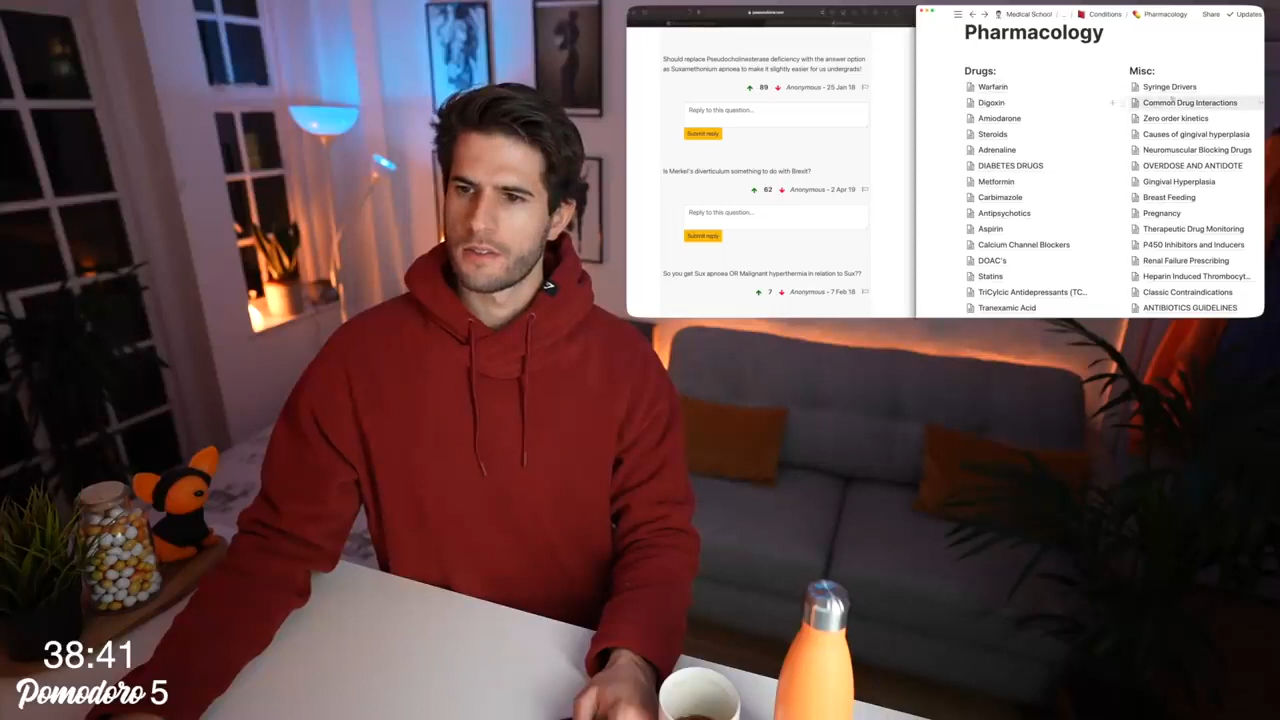 Should replace Pseudocholinesterase deficiency with the answer option
as Suxamethonium apnoea to make it slightly easier for us undergrads!
89 Anonymous - 25 Jan 18
Reply to this question...
Submit reply
Is Merkel's diverticulum something to do with Brexit?
62 Anonymous - 2 Apr 19
Reply to this question...
Submit reply
So you get Sux apnoea OR Malignant hyperthermia in relation to Sux??
7 Anonymous - 7 Feb 18
Medical School / ... / Conditions / Pharmacology Share Updates
Pharmacology
Drugs:
Warfarin
Digoxin
Amiodarone
Steroids
Adrenaline
DIABETES DRUGS
Metformin
Carbimazole
Antipsychotics
Aspirin
Calcium Channel Blockers
DOAC's
Statins
TriCylcic Antidepressants (TC...
Tranexamic Acid
Misc:
Syringe Drivers
Common Drug Interactions
Zero order kinetics
Causes of gingival hyperplasia
Neuromuscular Blocking Drugs
OVERDOSE AND ANTIDOTE
Gingival Hyperplasia
Breast Feeding
Pregnancy
Therapeutic Drug Monitoring
P450 Inhibitors and Inducers
Renal Failure Prescribing
Heparin Induced Thrombocyt...
Classic Contraindications
ANTIBIOTICS GUIDELINES
38:41
Pomodoro 5